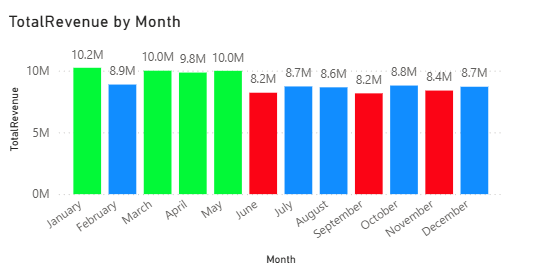 TotalRevenue by Month
10.2M
8.9M
10.0M
9.8M
10.0M
8.2M
8.7M
8.6M
8.2M
8.8M
8.4M
8.7M
10M
5M
0M
TotalRevenue
January
February
March
April
May
June
July
August
September
October
November
December
Month